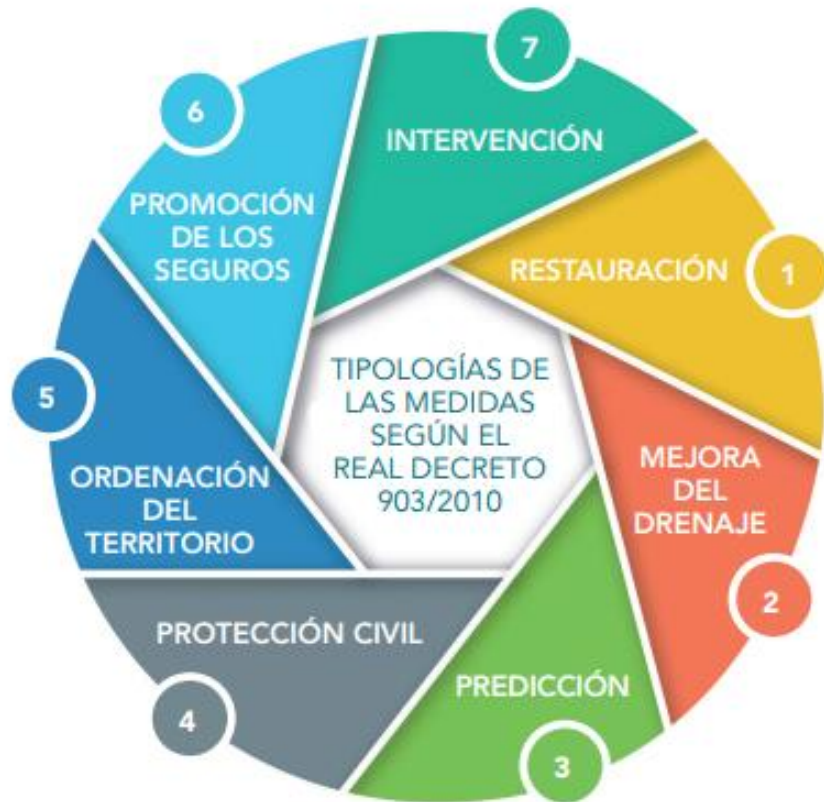 TIPOLOGÍAS DE
LAS MEDIDAS
SEGÚN EL
REAL DECRETO
903/2010
1
RESTAURACIÓN
2
MEJORA
DEL
DRENAJE
3
PREDICCIÓN
4
PROTECCIÓN CIVIL
5
ORDENACIÓN
DEL
TERRITORIO
6
PROMOCIÓN
DE LOS
SEGUROS
7
INTERVENCIÓN